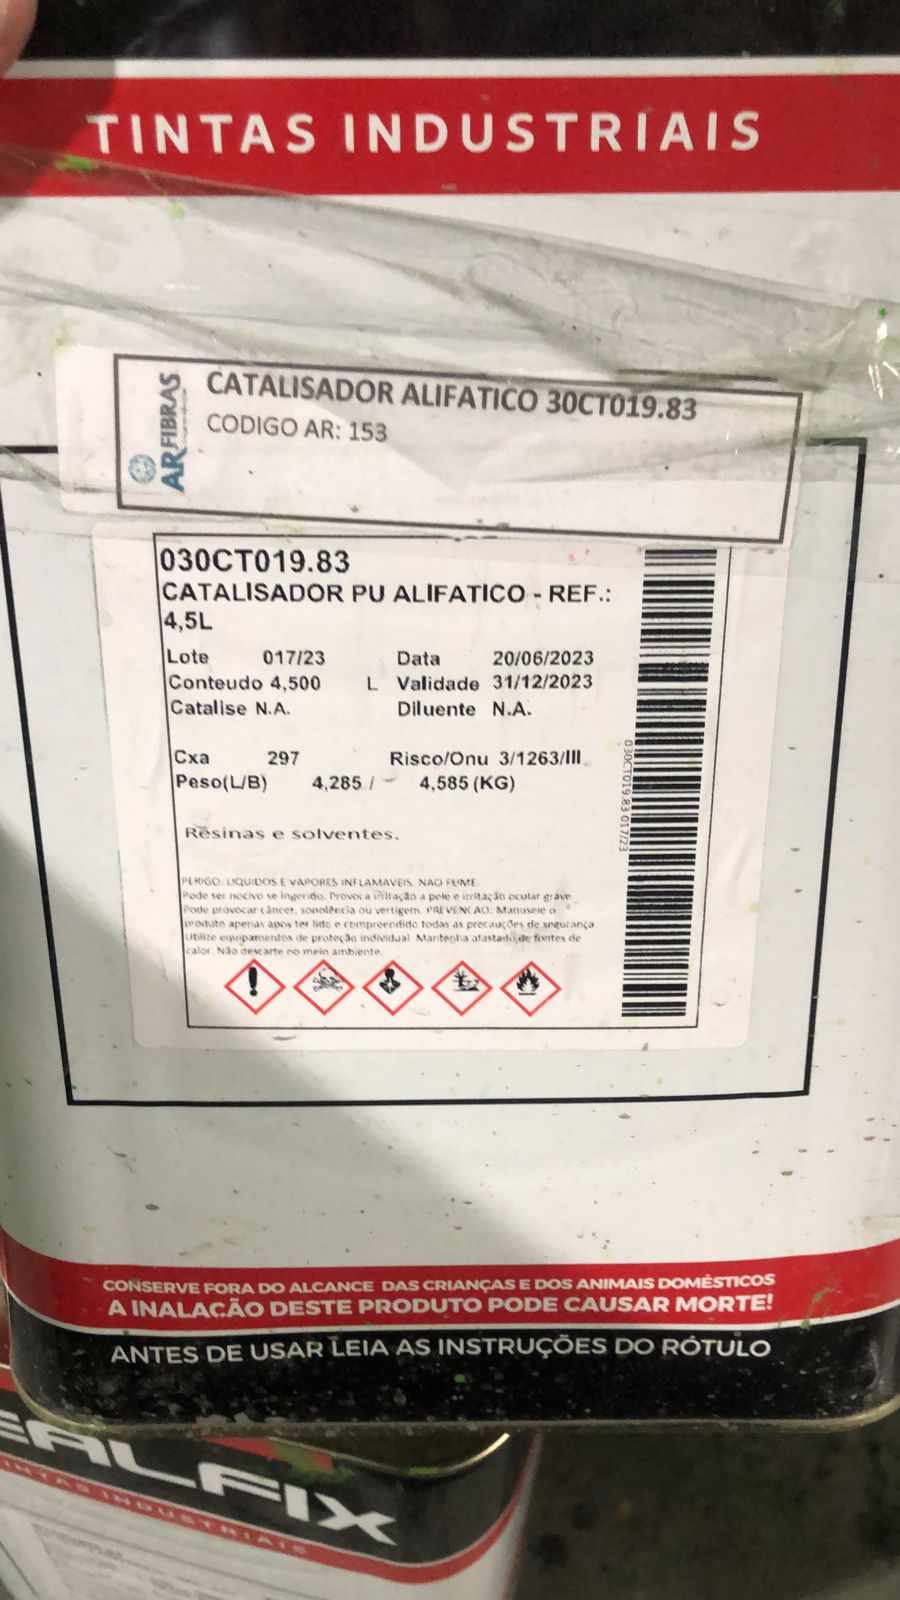 TINTAS INDUSTRIAIS
AR FIBRAS
CATALISADOR ALIFATICO 30CT019.83
CODIGO AR: 153
030CT019.83
CATALISADOR PU ALIFATICO - REF.:
4,5L
Lote 017/23 Data 20/06/2023
Conteudo 4,500 L Validade 31/12/2023
Catalise N.A. Diluente N.A.
Cxa 297 Risco/Onu 3/1263/III
Peso(L/B) 4,285 / 4,585 (KG)
030CT019.83 017/23
Resinas e solventes.
PERIGO: LIQUIDOS E VAPORES INFLAMAVEIS. NAO FUME.
Pode ser nocivo se ingerido. Provoca irritação a pele e irritação ocular grave.
Pode provocar câncer, sonolência ou vertigem. PREVENCAO: Manuseie o
produto apenas apos ter lido e compreendido todas as precauções de segurança.
Utilize equipamentos de proteção individual. Mantenha afastado de fontes de
calor. Não descarte no meio ambiente.
CONSERVE FORA DO ALCANCE DAS CRIANÇAS E DOS ANIMAIS DOMÉSTICOS
A INALAÇÃO DESTE PRODUTO PODE CAUSAR MORTE!
ANTES DE USAR LEIA AS INSTRUÇÕES DO RÓTULO
EALFIX
TINTAS INDUSTRIAIS